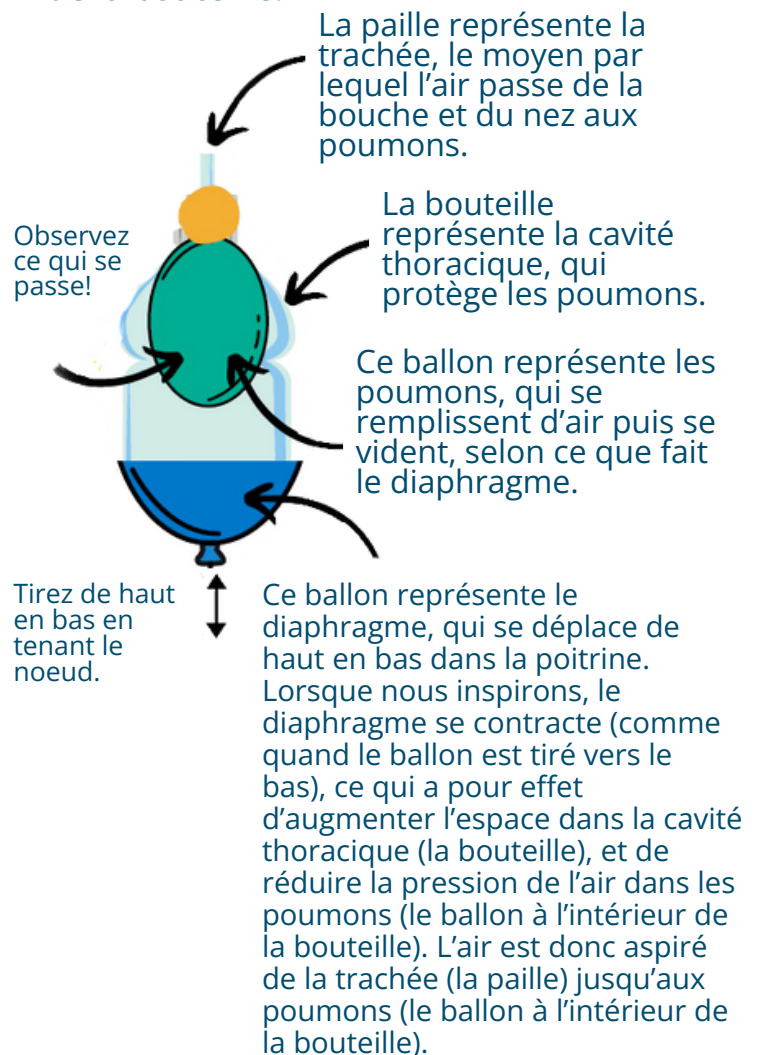 La paille représente la
trachée, le moyen par
lequel l'air passe de la
bouche et du nez aux
poumons.
Observez
ce qui se
passe!
La bouteille
représente la cavité
thoracique, qui
protège les poumons.
Ce ballon représente les
poumons, qui se
remplissent d'air puis se
vident, selon ce que fait
le diaphragme.
Tirez de haut
en bas en
tenant le
noeud.
Ce ballon représente le
diaphragme, qui se déplace de
haut en bas dans la poitrine.
Lorsque nous inspirons, le
diaphragme se contracte (comme
quand le ballon est tiré vers le
bas), ce qui a pour effet
d'augmenter l'espace dans la cavité
thoracique (la bouteille), et de
réduire la pression de l'air dans les
poumons (le ballon à l'intérieur de
la bouteille). L'air est donc aspiré
de la trachée (la paille) jusqu'aux
poumons (le ballon à l'intérieur de
la bouteille).